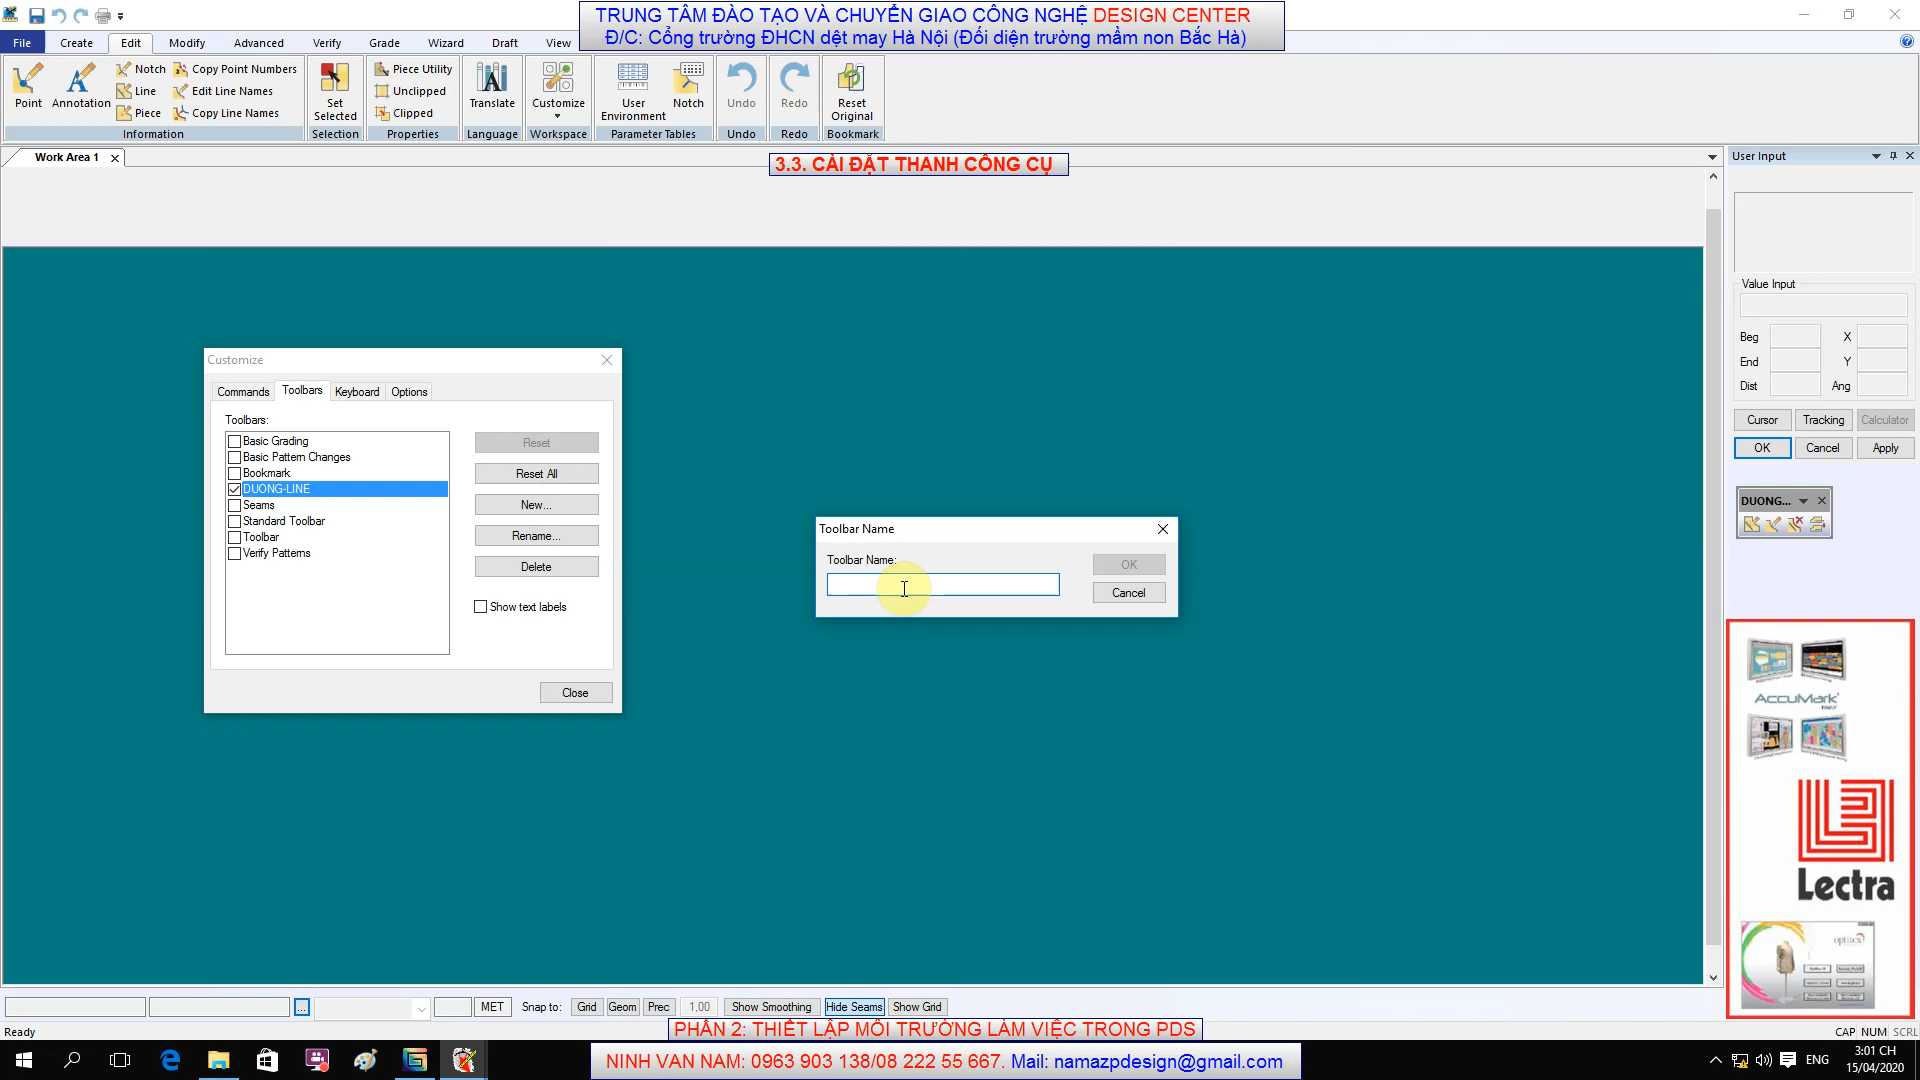 TRUNG TÂM ĐÀO TẠO VÀ CHUYỂN GIAO CÔNG NGHỆ DESIGN CENTER
Đ/C: Cổng trường ĐHCN dệt may Hà Nội (Đối diện trường mầm non Bắc Hà)
File Create Edit Modify Advanced Verify Grade Wizard Draft View
Point
Annotation
Notch
Line
Piece
Copy Point Numbers
Edit Line Names
Copy Line Names
Information
Set Selected
Selection
Piece Utility
Unclipped
Clipped
Properties
Translate
Language
Customize
Workspace
User Environment
Notch
Parameter Tables
Undo
Undo
Redo
Redo
Reset Original
Bookmark
Work Area 1
3.3. CÀI ĐẶT THANH CÔNG CỤ
User Input
Value Input
Beg X
End Y
Dist Ang
Cursor Tracking Calculator
OK Cancel Apply
DUONG...
Customize
Commands Toolbars Keyboard Options
Toolbars:
Basic Grading
Basic Pattern Changes
Bookmark
DUONG-LINE
Seams
Standard Toolbar
Toolbar
Verify Patterns
Reset
Reset All
New...
Rename...
Delete
Show text labels
Close
Toolbar Name
Toolbar Name:
OK
Cancel
AccuMark
FAMILY
Lectra
optitex
... MET Snap to: Grid Geom Prec 1,00 Show Smoothing Hide Seams Show Grid
Ready
PHẦN 2: THIẾT LẬP MÔI TRƯỜNG LÀM VIỆC TRONG PDS
CAP NUM SCRL
NINH VAN NAM: 0963 903 138/08 222 55 667. Mail: namazpdesign@gmail.com
ENG
3:01 CH
15/04/2020